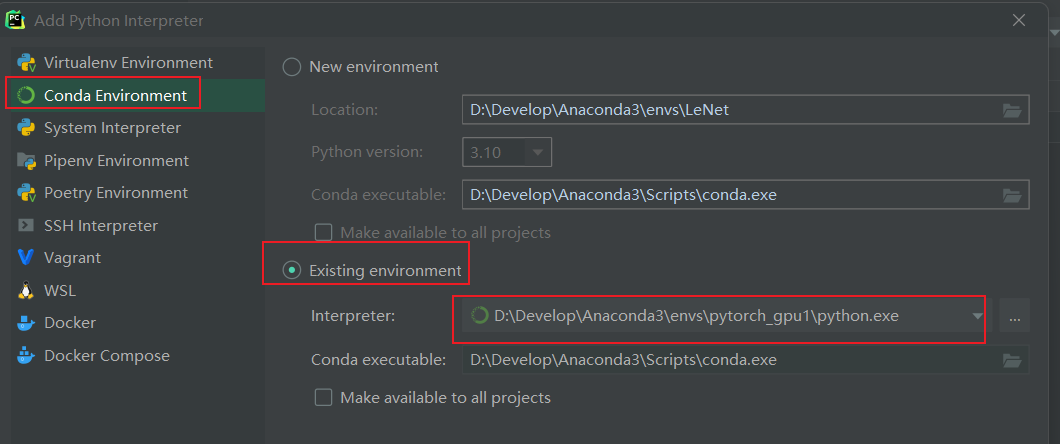 Add Python Interpreter
Virtualenv Environment
Conda Environment
System Interpreter
Pipenv Environment
Poetry Environment
SSH Interpreter
Vagrant
WSL
Docker
Docker Compose
New environment
Location: D:\Develop\Anaconda3\envs\LeNet
Python version: 3.10
Conda executable: D:\Develop\Anaconda3\Scripts\conda.exe
Make available to all projects
Existing environment
Interpreter: D:\Develop\Anaconda3\envs\pytorch_gpu1\python.exe ...
Conda executable: D:\Develop\Anaconda3\Scripts\conda.exe
Make available to all projects